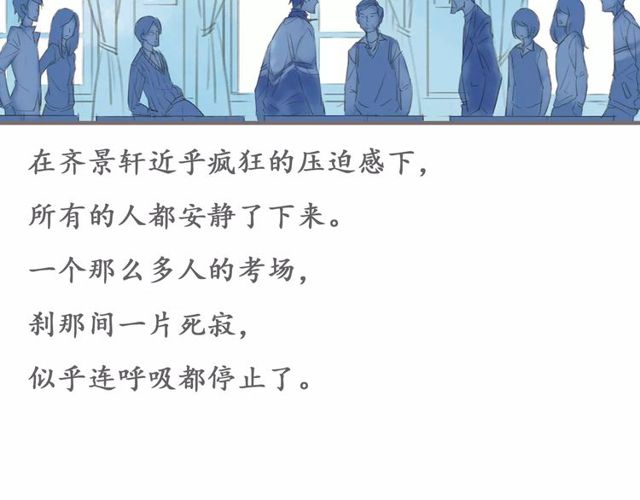 在齐景轩近乎疯狂的压迫感下，
所有的人都安静了下来。
一个那么多人的考场，
刹那间一片死寂，
似乎连呼吸都停止了。